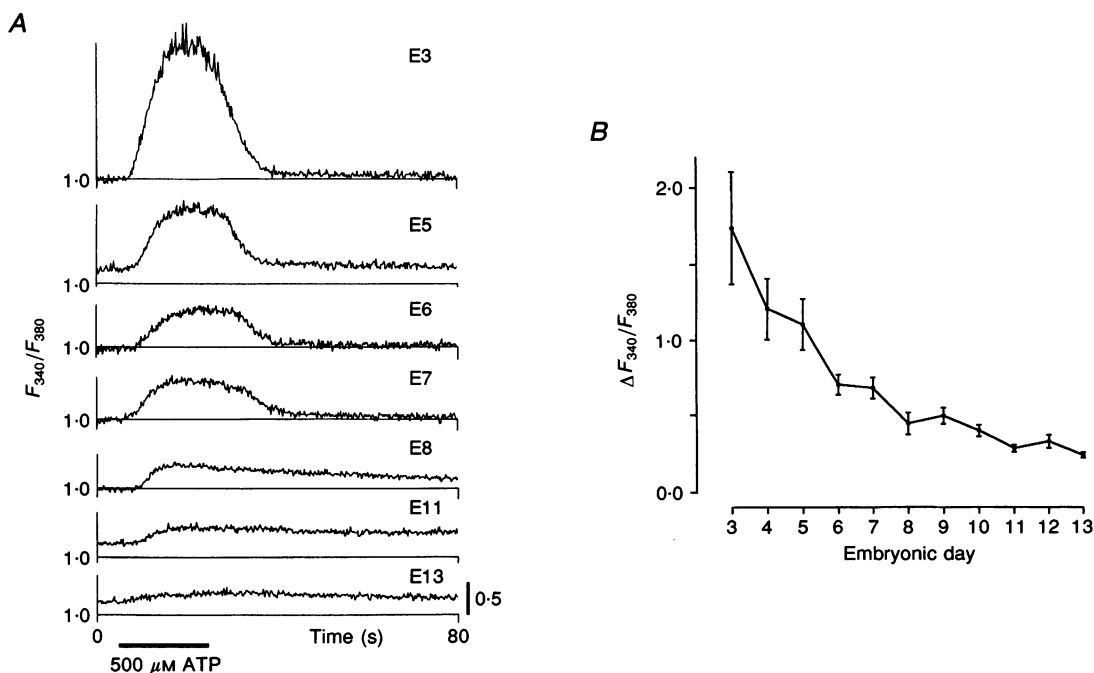 A
E3
1·0
E5
1·0
E6
1·0
E7
1·0
E8
1·0
E11
1·0
E13
1·0
0·5
F340/F380
0 Time (s) 80
500 μM ATP
B
2·0
1·0
0·0
ΔF340/F380
3 4 5 6 7 8 9 10 11 12 13
Embryonic day